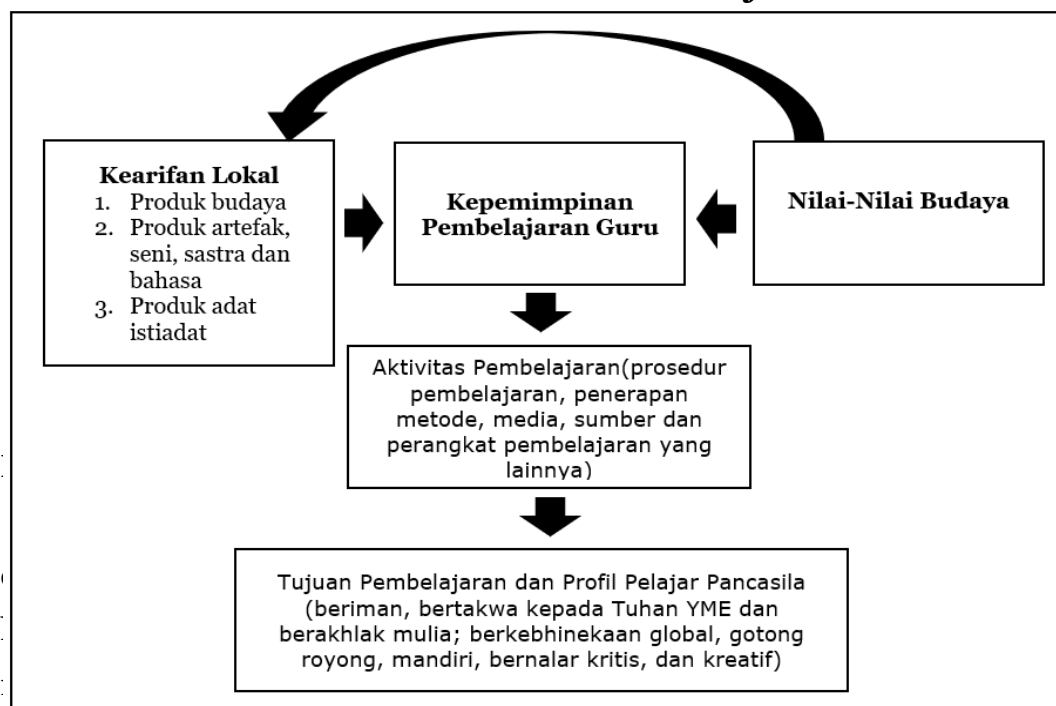 Kearifan Lokal
1. Produk budaya
2. Produk artefak,
seni, sastra dan
bahasa
3. Produk adat
istiadat
Kepemimpinan
Pembelajaran Guru
Nilai-Nilai Budaya
Aktivitas Pembelajaran(prosedur
pembelajaran, penerapan
metode, media, sumber dan
perangkat pembelajaran yang
lainnya)
Tujuan Pembelajaran dan Profil Pelajar Pancasila
(beriman, bertakwa kepada Tuhan YME dan
berakhlak mulia; berkebhinekaan global, gotong
royong, mandiri, bernalar kritis, dan kreatif)